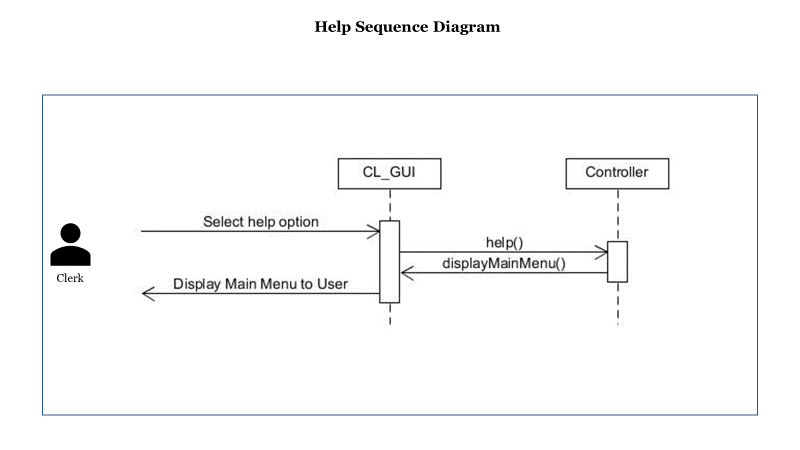 Help Sequence Diagram
CL_GUI
Controller
Select help option
help()
displayMainMenu()
Clerk
Display Main Menu to User